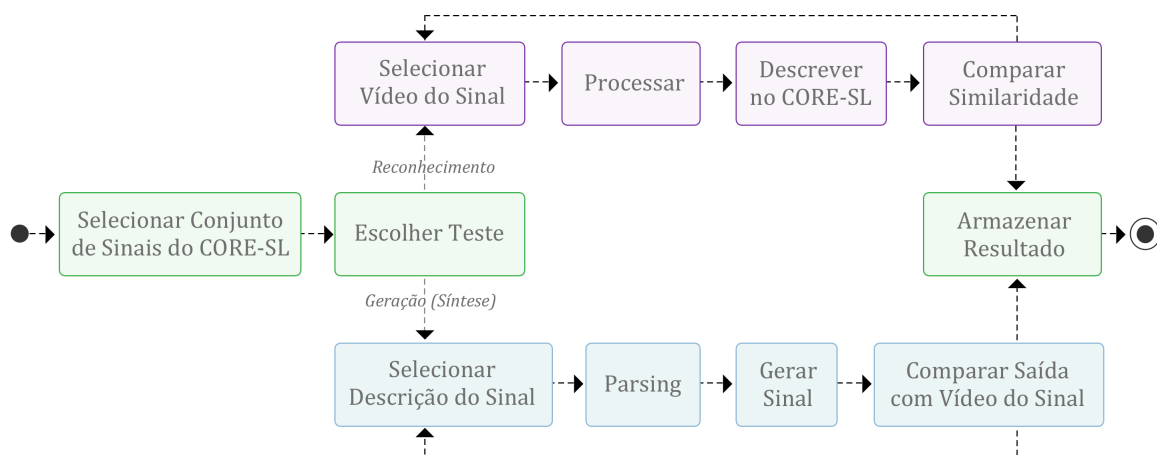 Selecionar
Vídeo do Sinal
Processar
Descrever
no CORE-SL
Comparar
Similaridade
Reconhecimento
Selecionar Conjunto
de Sinais do CORE-SL
Escolher Teste
Armazenar
Resultado
Geração (Síntese)
Selecionar
Descrição do Sinal
Parsing
Gerar
Sinal
Comparar Saída
com Vídeo do Sinal